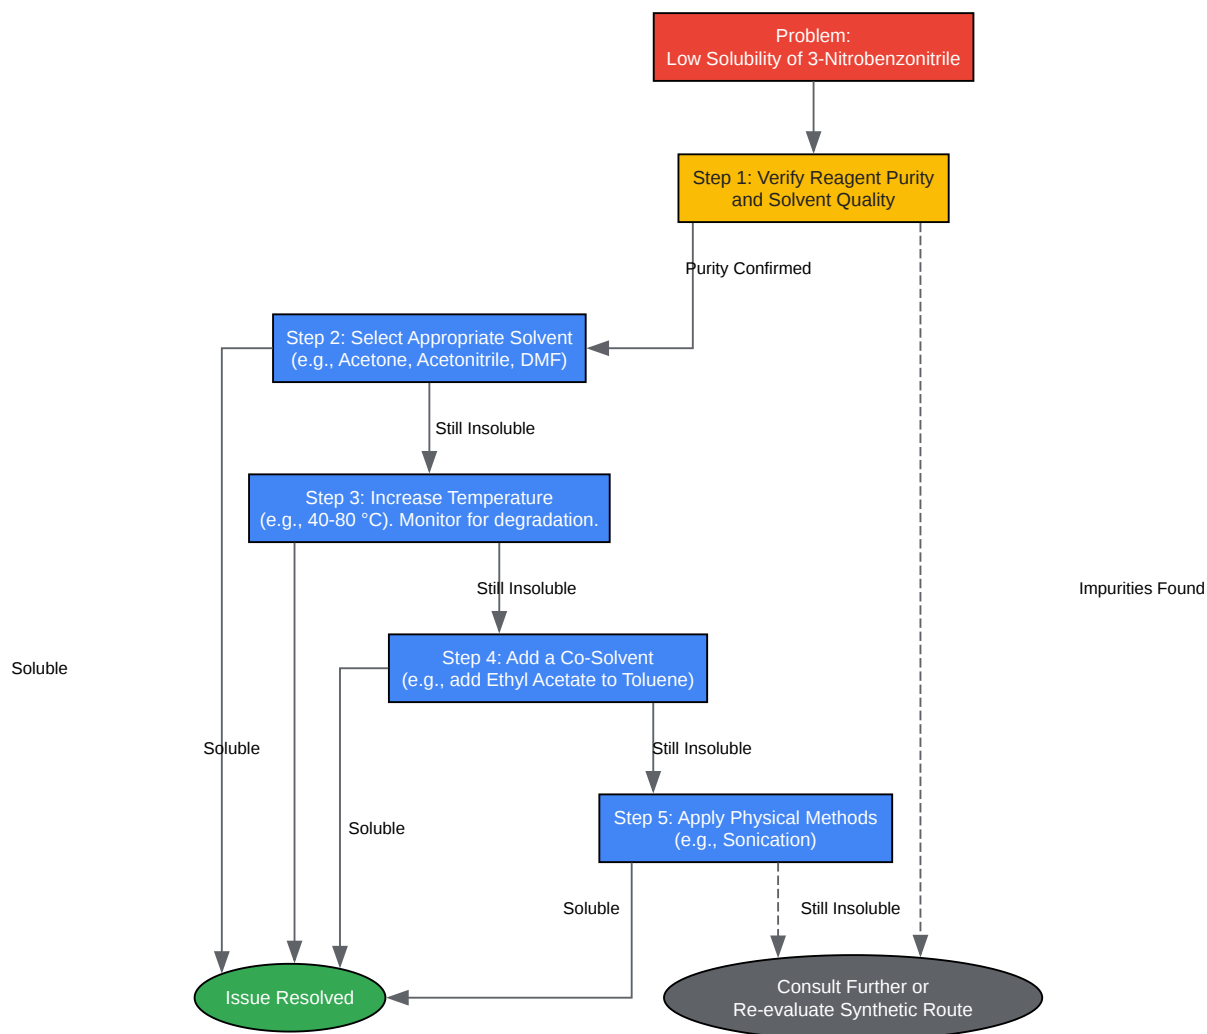 Problem:
Low Solubility of 3-Nitrobenzonitrile
Step 1: Verify Reagent Purity
and Solvent Quality
Purity Confirmed
Step 2: Select Appropriate Solvent
(e.g., Acetone, Acetonitrile, DMF)
Still Insoluble
Step 3: Increase Temperature
(e.g., 40-80 °C). Monitor for degradation.
Still Insoluble
Impurities Found
Step 4: Add a Co-Solvent
(e.g., add Ethyl Acetate to Toluene)
Soluble
Soluble
Still Insoluble
Step 5: Apply Physical Methods
(e.g., Sonication)
Soluble
Soluble
Still Insoluble
Issue Resolved
Consult Further or
Re-evaluate Synthetic Route